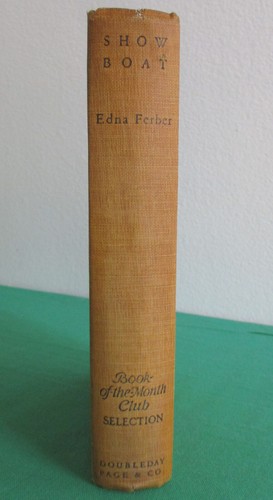 SHOW
BOAT
Edna Ferber
Book-
of-the-Month
Club
SELECTION
DOUBLEDAY
PAGE & CO.